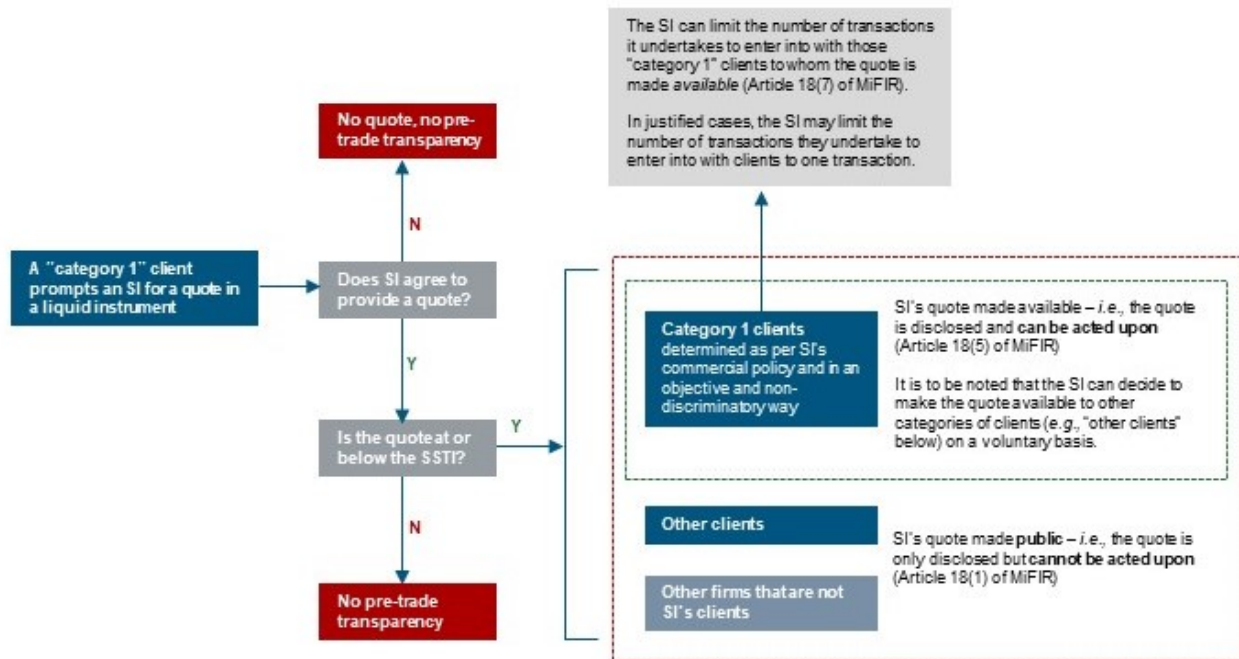 The SI can limit the number of transactions
it undertakes to enter into with those
"category 1" clients to whom the quote is
made available (Article 18(7) of MiFIR).
In justified cases, the SI may limit the
number of transactions they undertake to
enter into with clients to one transaction.
No quote, no pre-
trade transparency
N
A "category 1" client
prompts an SI for a quote in
a liquid instrument
Does SI agree to
provide a quote?
Y
Is the quote at or
below the SSTI?
Y
N
No pre-trade
transparency
Category 1 clients
determined as per SI's
commercial policy and in an
objective and non-
discriminatory way
SI's quote made available – i.e., the quote
is disclosed and can be acted upon
(Article 18(5) of MiFIR)
It is to be noted that the SI can decide to
make the quote available to other
categories of clients (e.g., "other clients"
below) on a voluntary basis.
Other clients
Other firms that are not
SI's clients
SI's quote made public – i.e., the quote is
only disclosed but cannot be acted upon
(Article 18(1) of MiFIR)